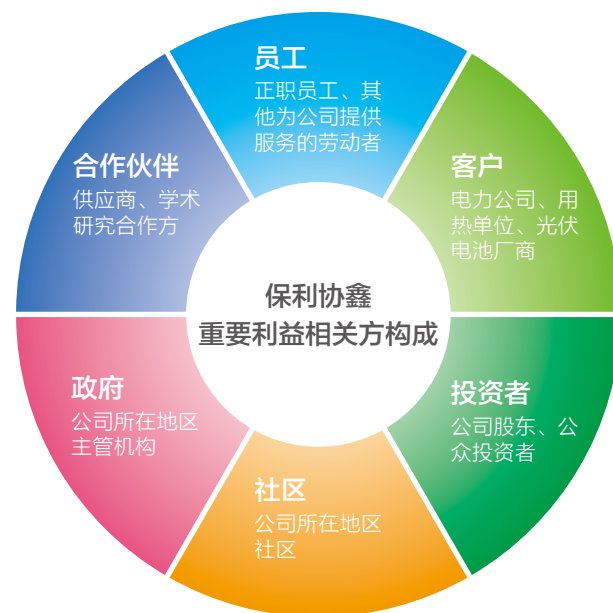 员工
正职员工、其
他为公司提供
服务的劳动者
客户
电力公司、用
热单位、光伏
电池厂商
投资者
公司股东、公
众投资者
社区
公司所在地区
社区
政府
公司所在地区
主管机构
合作伙伴
供应商、学术
研究合作方
保利协鑫
重要利益相关方构成